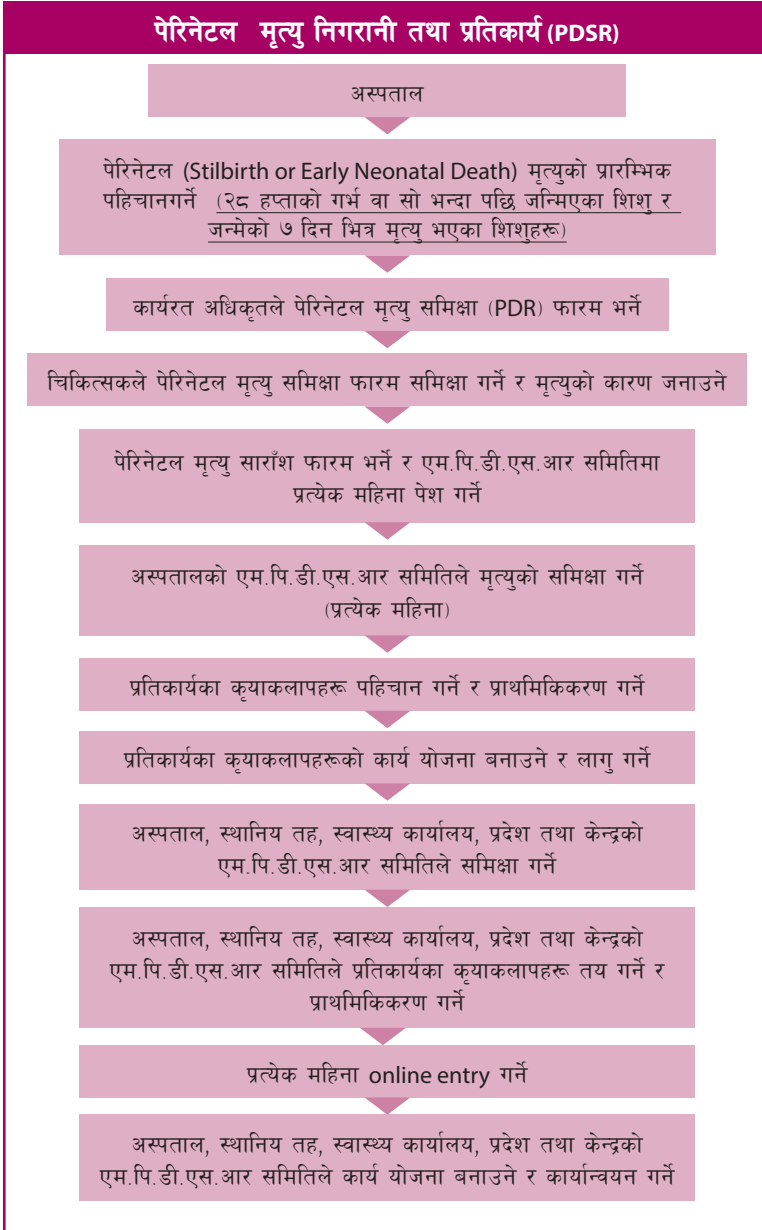 पेरिनेटल मृत्यु निगरानी तथा प्रतिकार्य (PDSR)
अस्पताल
पेरिनेटल (Stilbirth or Early Neonatal Death) मृत्युको प्रारम्भिक
पहिचानगर्ने (२८ हप्ताको गर्भ वा सो भन्दा पछि जन्मिएका शिशु र
जन्मेको ७ दिन भित्र मृत्यु भएका शिशुहरू)
कार्यरत अधिकृतले पेरिनेटल मृत्यु समिक्षा (PDR) फारम भर्ने
चिकित्सकले पेरिनेटल मृत्यु समिक्षा फारम समिक्षा गर्ने र मृत्युको कारण जनाउने
पेरिनेटल मृत्यु साराँश फारम भर्ने र एम.पि.डी.एस.आर समितिमा
प्रत्येक महिना पेश गर्ने
अस्पतालको एम.पि.डी.एस.आर समितिले मृत्युको समिक्षा गर्ने
(प्रत्येक महिना)
प्रतिकार्यका कृयाकलापहरू पहिचान गर्ने र प्राथमिकिकरण गर्ने
प्रतिकार्यका कृयाकलापहरूको कार्य योजना बनाउने र लागु गर्ने
अस्पताल, स्थानिय तह, स्वास्थ्य कार्यालय, प्रदेश तथा केन्द्रको
एम.पि.डी.एस.आर समितिले समिक्षा गर्ने
अस्पताल, स्थानिय तह, स्वास्थ्य कार्यालय, प्रदेश तथा केन्द्रको
एम.पि.डी.एस.आर समितिले प्रतिकार्यका कृयाकलापहरू तय गर्ने र
प्राथमिकिकरण गर्ने
प्रत्येक महिना online entry गर्ने
अस्पताल, स्थानिय तह, स्वास्थ्य कार्यालय, प्रदेश तथा केन्द्रको
एम.पि.डी.एस.आर समितिले कार्य योजना बनाउने र कार्यान्वयन गर्ने